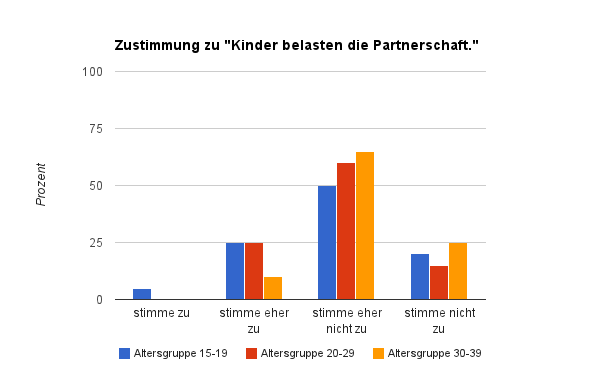 Zustimmung zu "Kinder belasten die Partnerschaft."
100
75
50
25
0
Prozent
stimme zu
stimme eher
zu
stimme eher
nicht zu
stimme nicht
zu
Altersgruppe 15-19
Altersgruppe 20-29
Altersgruppe 30-39